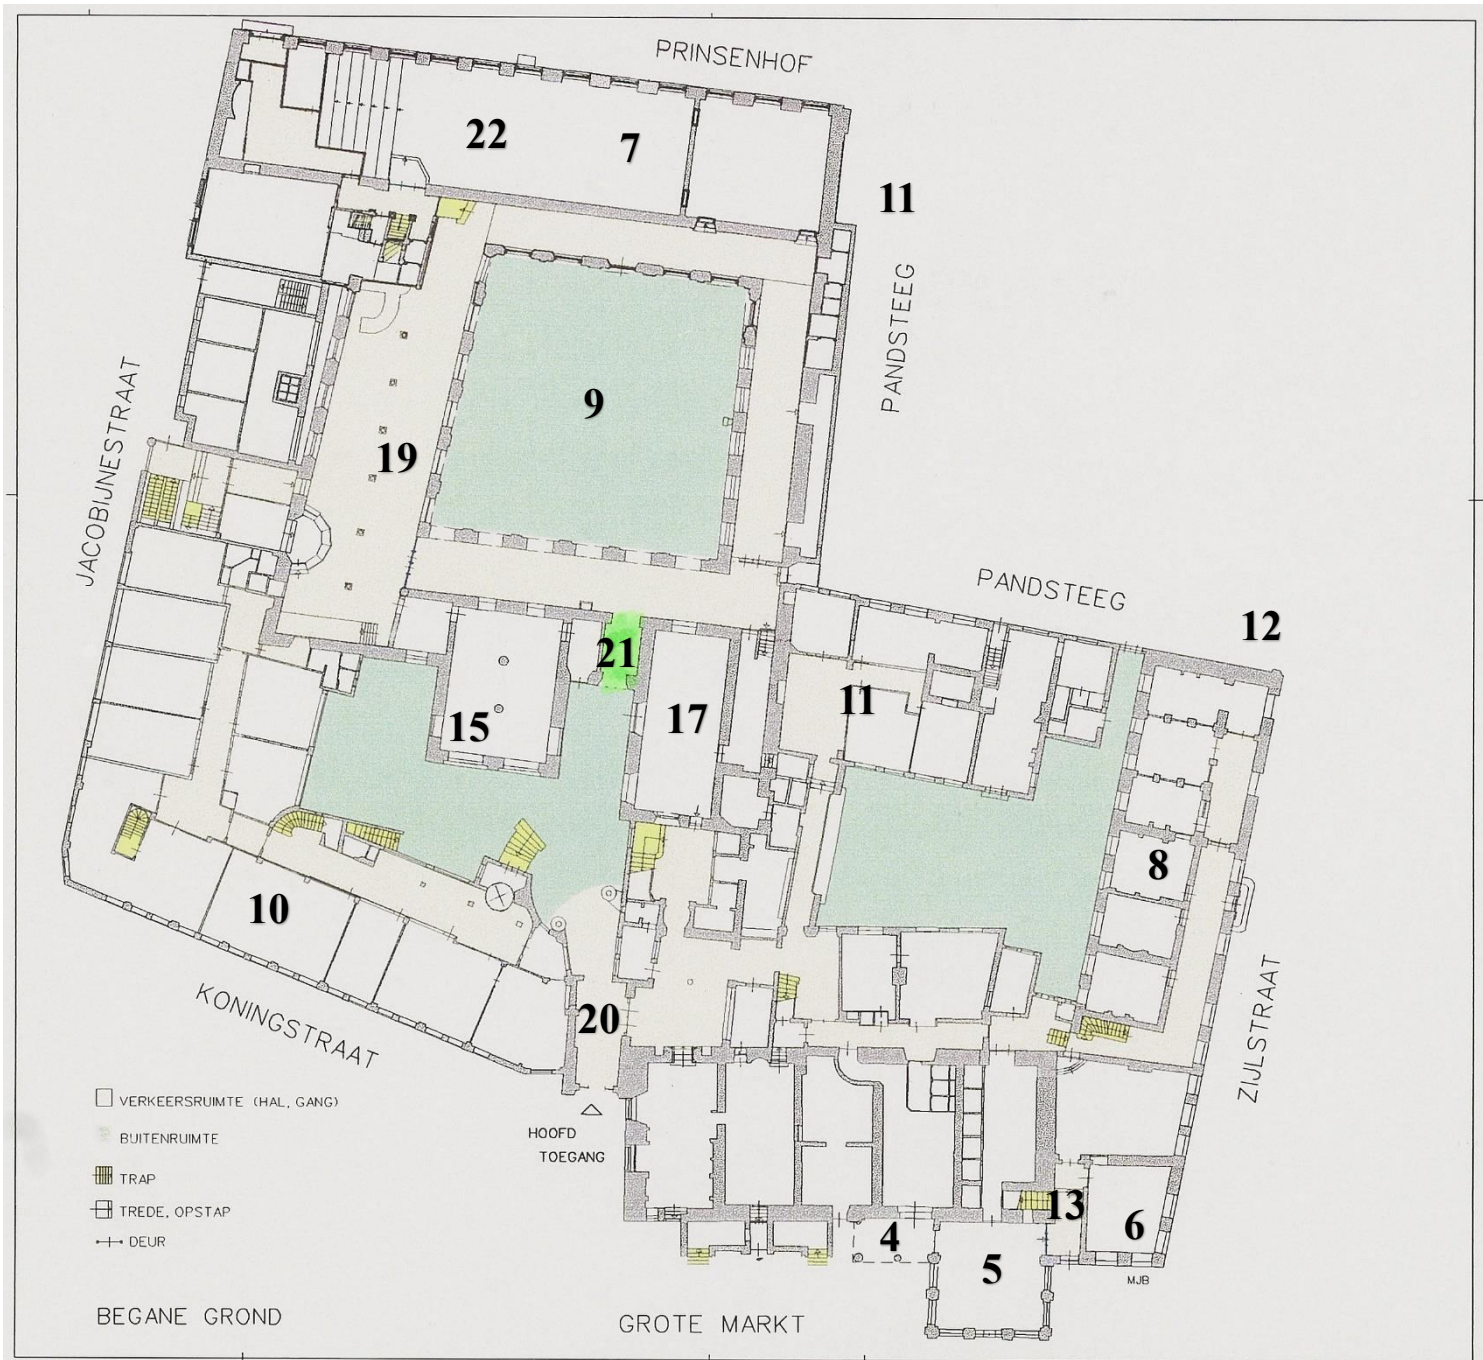 PRINSENHOF
22
7
11
PANDSTEEG
9
JACOBIJNESTRAAT
19
PANDSTEEG
12
21
11
15
17
8
10
KONINGSTRAAT
20
ZIJLSTRAAT
VERKEERSRUIMTE (HAL, GANG)
BUITENRUIMTE
TRAP
TREDE, OPSTAP
DEUR
HOOFD
TOEGANG
13
6
4
5
MJB
BEGANE GROND
GROTE MARKT